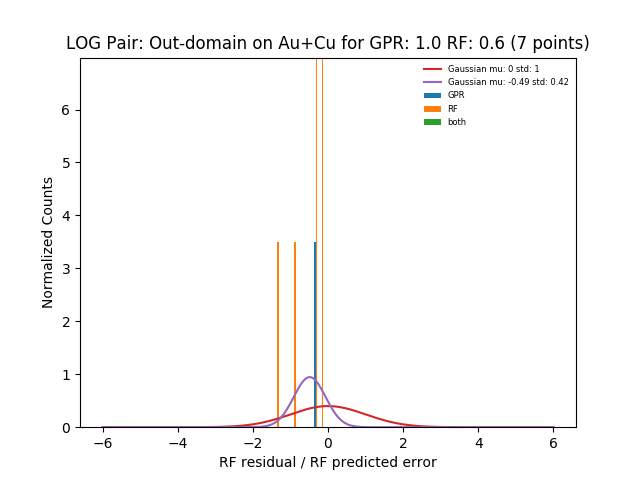 LOG Pair: Out-domain on Au+Cu for GPR: 1.0 RF: 0.6 (7 points)
Gaussian mu: 0 std: 1
Gaussian mu: -0.49 std: 0.42
GPR
RF
both
Normalized Counts
6
5
4
3
2
1
0
−6 −4 −2 0 2 4 6
RF residual / RF predicted error